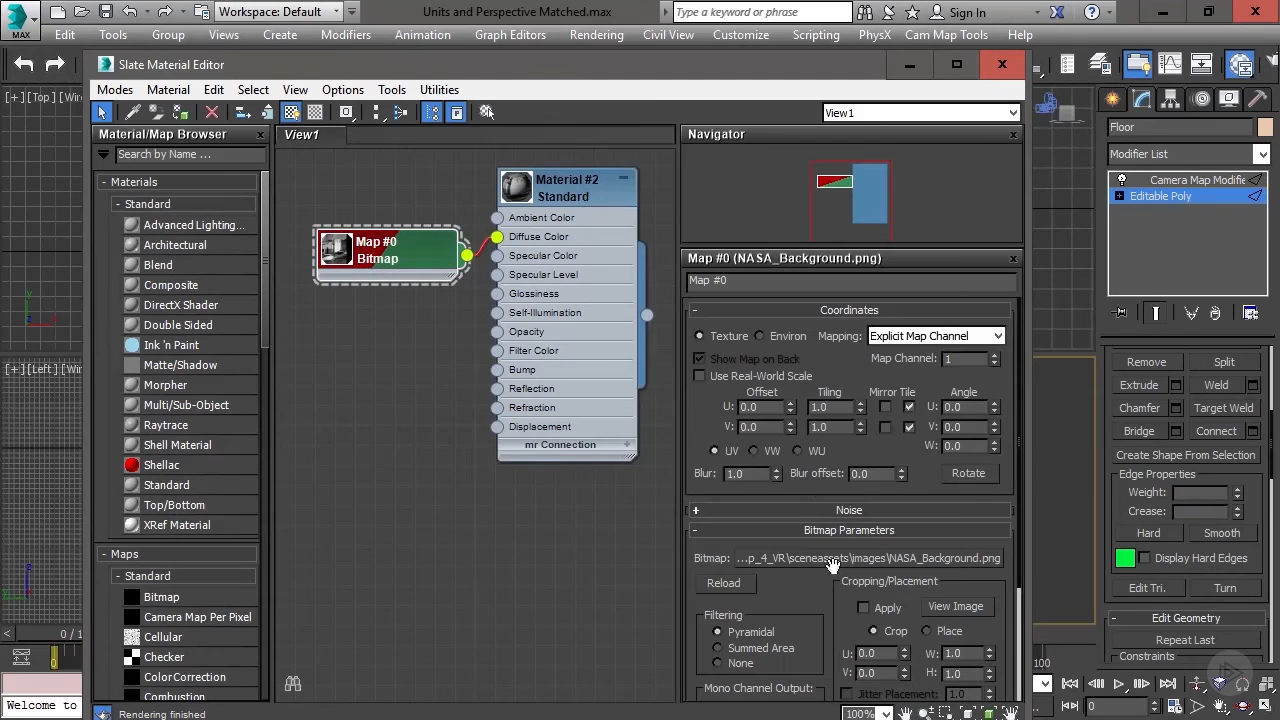 MAX
Workspace: Default
Units and Perspective Matched.max
Type a keyword or phrase
Sign In
Edit Tools Group Views Create Modifiers Animation Graph Editors Rendering Civil View Customize Scripting PhysX Cam Map Tools Help
Slate Material Editor
[+] [Top] [Wir
Modes Material Edit Select View Options Tools Utilities
View1
Material/Map Browser
Search by Name ...
- Materials
- Standard
Advanced Lighting...
Architectural
Blend
Composite
DirectX Shader
Double Sided
Ink 'n Paint
Matte/Shadow
Morpher
Multi/Sub-Object
Raytrace
Shell Material
Shellac
Standard
Top/Bottom
XRef Material
- Maps
- Standard
Bitmap
Camera Map Per Pixel
Cellular
Checker
ColorCorrection
Combustion
View1
Map #0
Bitmap
Material #2
Standard
Ambient Color
Diffuse Color
Specular Color
Specular Level
Glossiness
Self-Illumination
Opacity
Filter Color
Bump
Reflection
Refraction
Displacement
mr Connection +
Navigator
Map #0 (NASA_Background.png)
Map #0
- Coordinates
Texture Environ Mapping: Explicit Map Channel
Show Map on Back Map Channel: 1
Use Real-World Scale
Offset Tiling Mirror Tile Angle
U: 0.0 1.0 U: 0.0
V: 0.0 1.0 V: 0.0
UV VW WU W: 0.0
Blur: 1.0 Blur offset: 0.0 Rotate
+ Noise
- Bitmap Parameters
Bitmap: ...p_4_VR\sceneassets\images\NASA_Background.png
Reload
Cropping/Placement
Apply View Image
Crop Place
U: 0.0 W: 1.0
V: 0.0 H: 1.0
Jitter Placement: 1.0
Filtering
Pyramidal
Summed Area
None
Mono Channel Output:
Floor
Modifier List
Camera Map Modifie
Editable Poly
Remove Split
Extrude Weld
Chamfer Target Weld
Bridge Connect
Create Shape From Selection
Edge Properties
Weight:
Crease:
Hard Smooth
Display Hard Edges
Edit Tri. Turn
- Edit Geometry
Repeat Last
Constraints
[+] [Left] [Wi
0 / 1
0
100
Welcome to
Rendering finished
100%
0